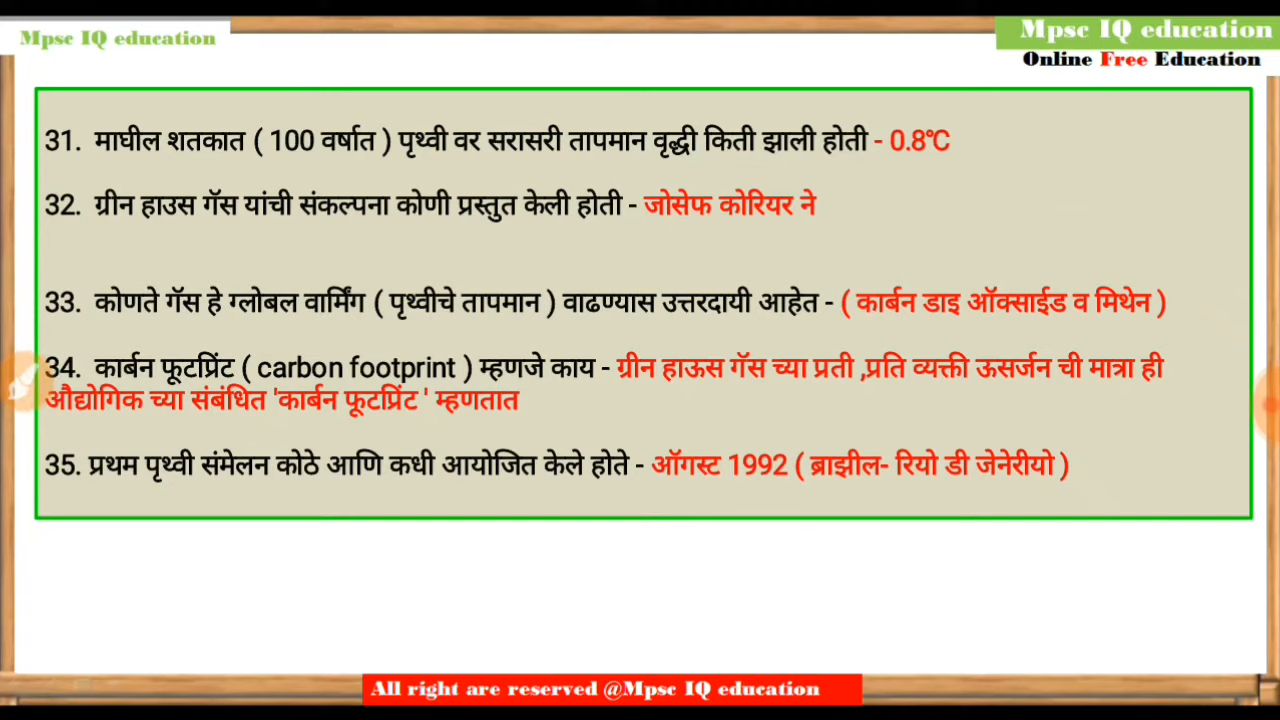 Mpsc IQ education
Mpsc IQ education
Online Free Education
31. माघील शतकात ( 100 वर्षात ) पृथ्वी वर सरासरी तापमान वृद्धी किती झाली होती - 0.8℃
32. ग्रीन हाउस गॅस यांची संकल्पना कोणी प्रस्तुत केली होती - जोसेफ कोरियर ने
33. कोणते गॅस हे ग्लोबल वार्मिंग ( पृथ्वीचे तापमान ) वाढण्यास उत्तरदायी आहेत - ( कार्बन डाइ ऑक्साईड व मिथेन )
34. कार्बन फूटप्रिंट ( carbon footprint ) म्हणजे काय - ग्रीन हाऊस गॅस च्या प्रती ,प्रति व्यक्ती ऊसर्जन ची मात्रा ही
औद्योगिक च्या संबंधित 'कार्बन फूटप्रिंट ' म्हणतात
35. प्रथम पृथ्वी संमेलन कोठे आणि कधी आयोजित केले होते - ऑगस्ट 1992 ( ब्राझील- रियो डी जेनेरीयो )
All right are reserved @Mpsc IQ education